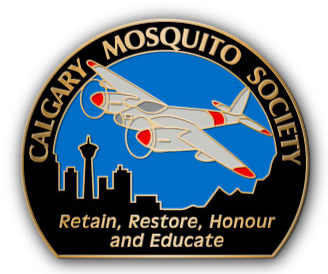 CALGARY MOSQUITO SOCIETY
Retain, Restore, Honour
and Educate